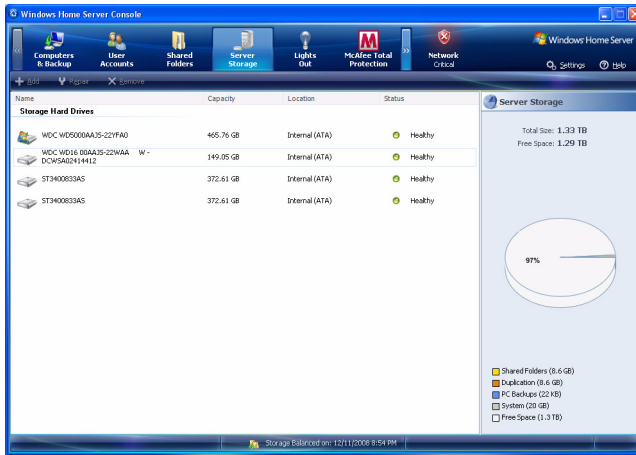 Windows Home Server Console
Computers & Backup
User Accounts
Shared Folders
Server Storage
Lights Out
McAfee Total Protection
Network Critical
Windows Home Server
Settings
Help
Add
Repair
Remove
Name Capacity Location Status
Storage Hard Drives
WDC WD5000AAJS-22YFA0 465.76 GB Internal (ATA) Healthy
WDC WD16 00AAJS-22WAA W - 149.05 GB Internal (ATA) Healthy
DCWSA02414412
ST3400833AS 372.61 GB Internal (ATA) Healthy
ST3400833AS 372.61 GB Internal (ATA) Healthy
Server Storage
Total Size: 1.33 TB
Free Space: 1.29 TB
97%
Shared Folders (8.6 GB)
Duplication (8.6 GB)
PC Backups (22 KB)
System (20 GB)
Free Space (1.3 TB)
Storage Balanced on: 12/11/2008 8:54 PM